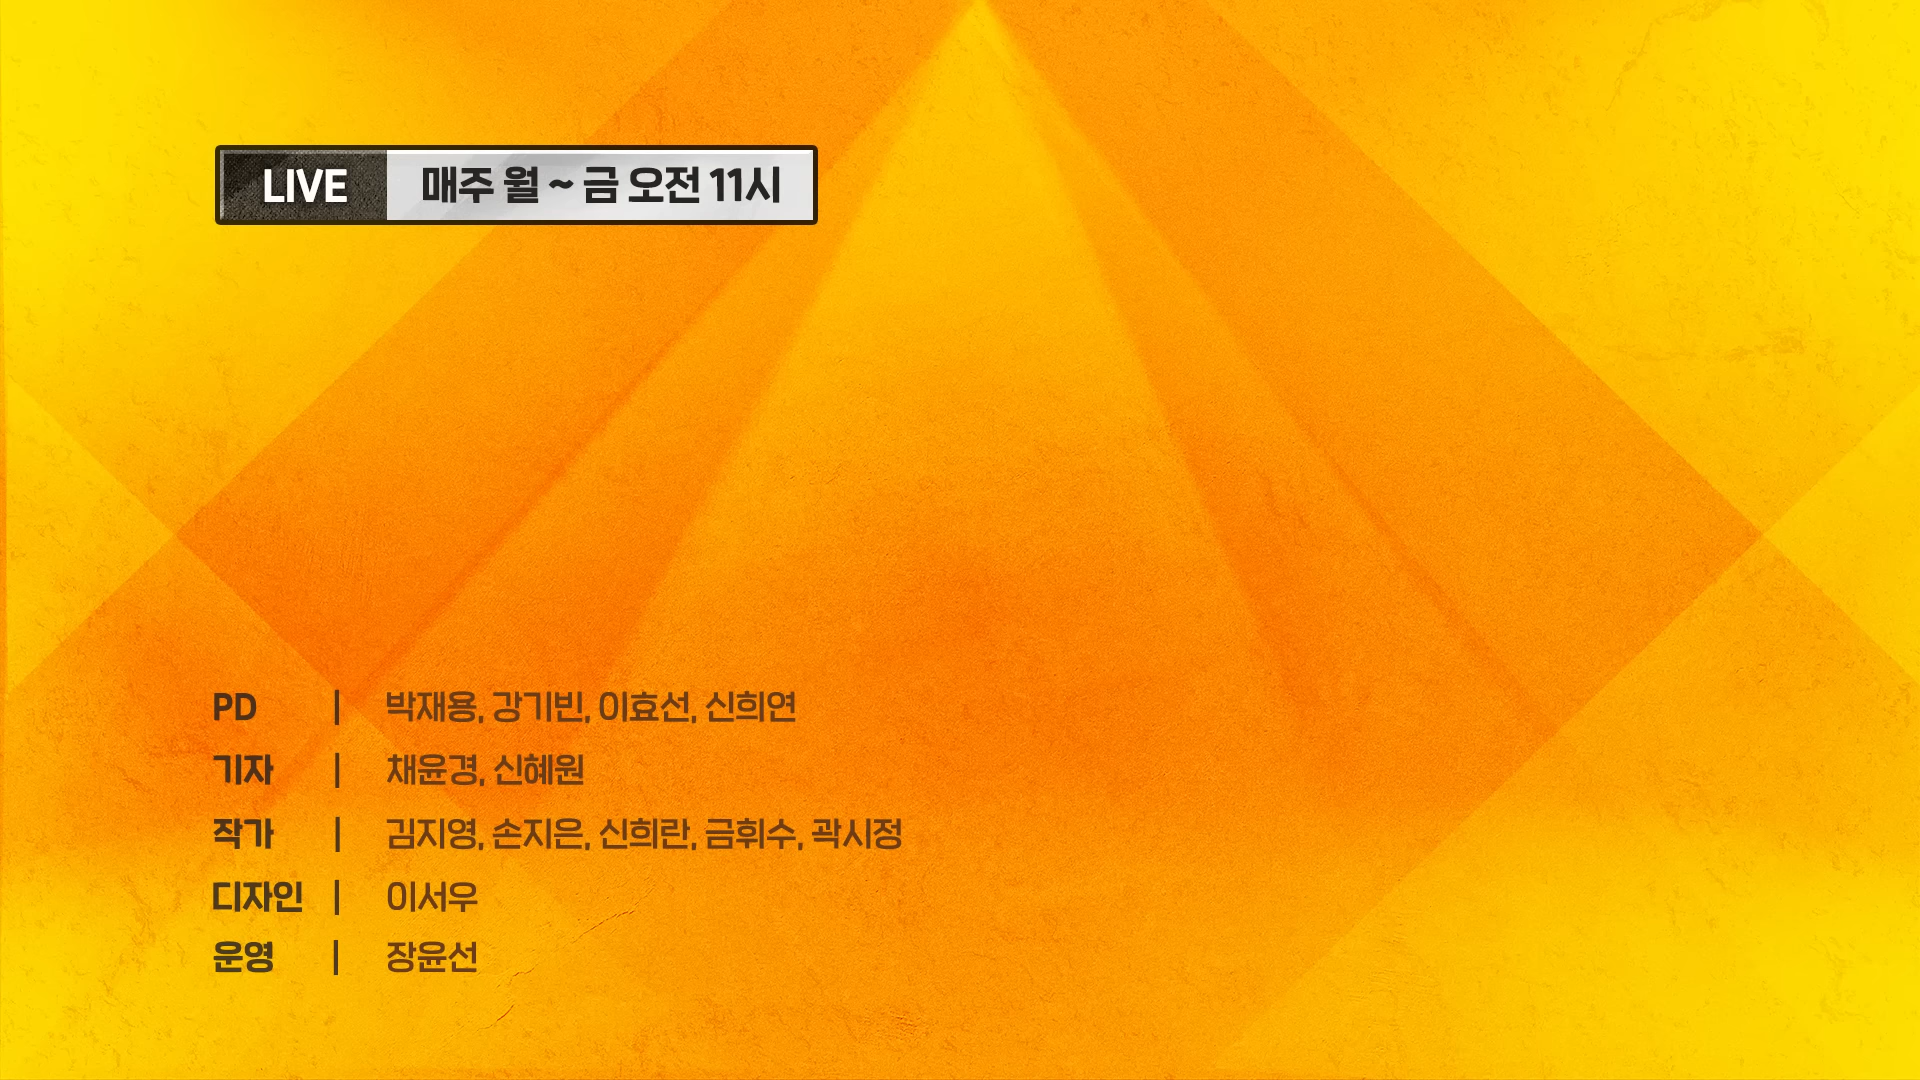 LIVE 매주 월 ~ 금 오전 11시
PD | 박재용, 강기빈, 이효선, 신희연
기자 | 채윤경, 신혜원
작가 | 김지영, 손지은, 신희란, 금휘수, 곽시정
디자인 | 이서우
운영 | 장윤선